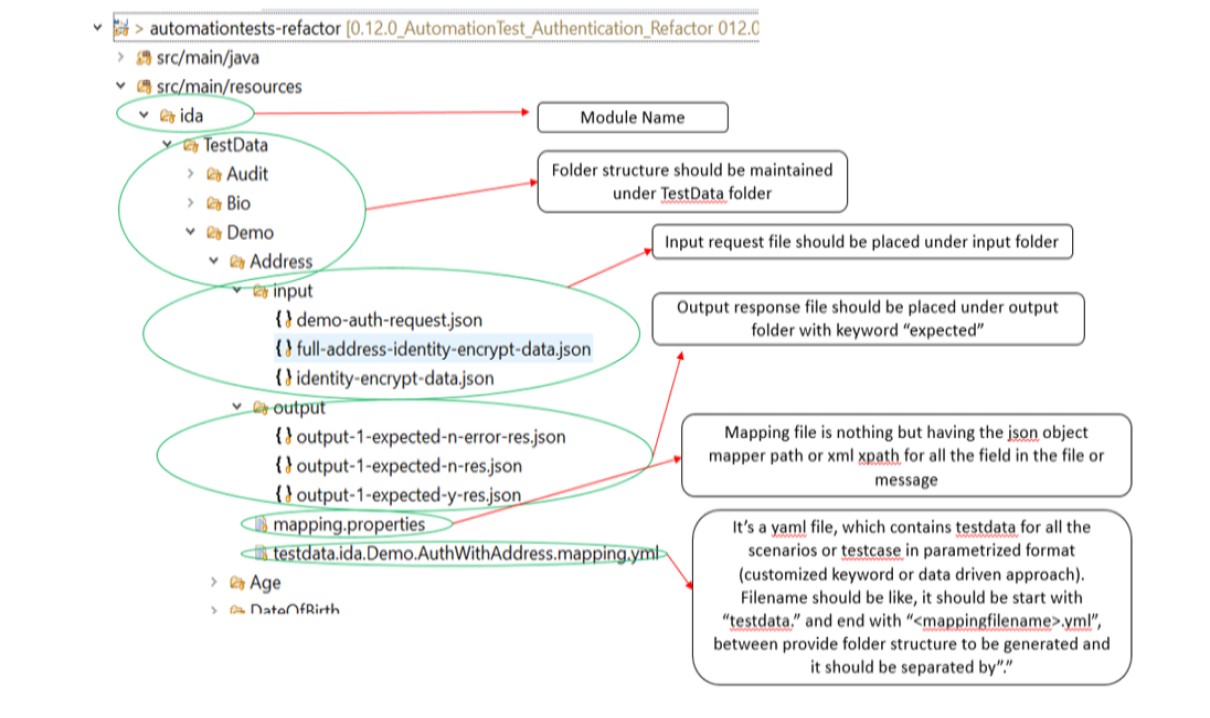 automationtests-refactor [0.12.0_AutomationTest_Authentication_Refactor 012.0
src/main/java
src/main/resources
ida
TestData
Audit
Bio
Demo
Address
input
demo-auth-request.json
full-address-identity-encrypt-data.json
identity-encrypt-data.json
output
output-1-expected-n-error-res.json
output-1-expected-n-res.json
output-1-expected-y-res.json
mapping.properties
testdata.ida.Demo.AuthWithAddress.mapping.yml
Age
DateOfBirth
Module Name
Folder structure should be maintained
under TestData folder
Input request file should be placed under input folder
Output response file should be placed under output
folder with keyword “expected”
Mapping file is nothing but having the json object
mapper path or xml xpath for all the field in the file or
message
It’s a yaml file, which contains testdata for all the
scenarios or testcase in parametrized format
(customized keyword or data driven approach).
Filename should be like, it should be start with
“testdata.” and end with “<mappingfilename>.yml”,
between provide folder structure to be generated and
it should be separated by”.”